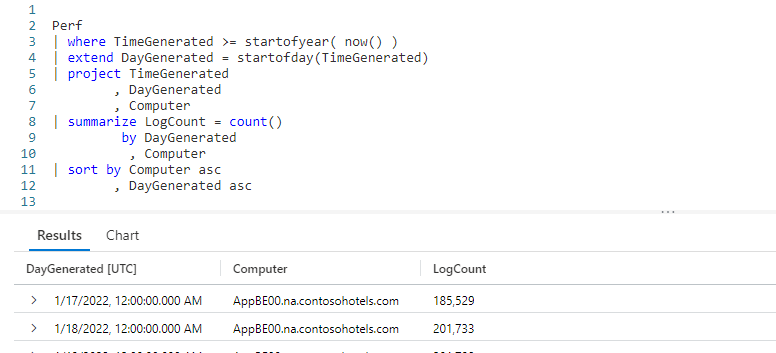 1
2 Perf
3 | where TimeGenerated >= startofyear( now() )
4 | extend DayGenerated = startofday(TimeGenerated)
5 | project TimeGenerated
6 , DayGenerated
7 , Computer
8 | summarize LogCount = count()
9 by DayGenerated
10 , Computer
11 | sort by Computer asc
12 , DayGenerated asc
13
Results Chart
DayGenerated [UTC] Computer LogCount
1/17/2022, 12:00:00.000 AM AppBE00.na.contosohotels.com 185,529
1/18/2022, 12:00:00.000 AM AppBE00.na.contosohotels.com 201,733